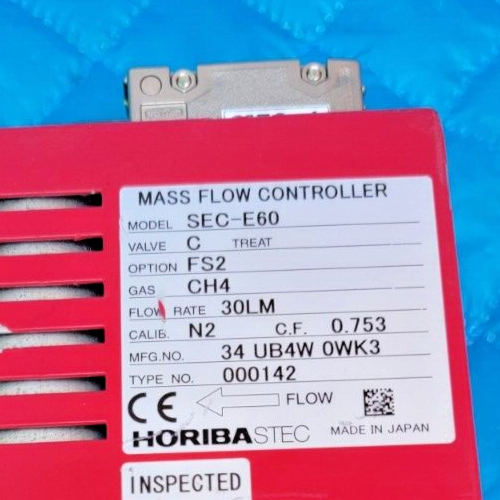 MASS FLOW CONTROLLER
MODEL SEC-E60
VALVE C TREAT
OPTION FS2
GAS CH4
FLOW RATE 30LM
CALIB. N2 C.F. 0.753
MFG.NO. 34 UB4W 0WK3
TYPE NO. 000142
CE FLOW
HORIBASTEC MADE IN JAPAN
INSPECTED